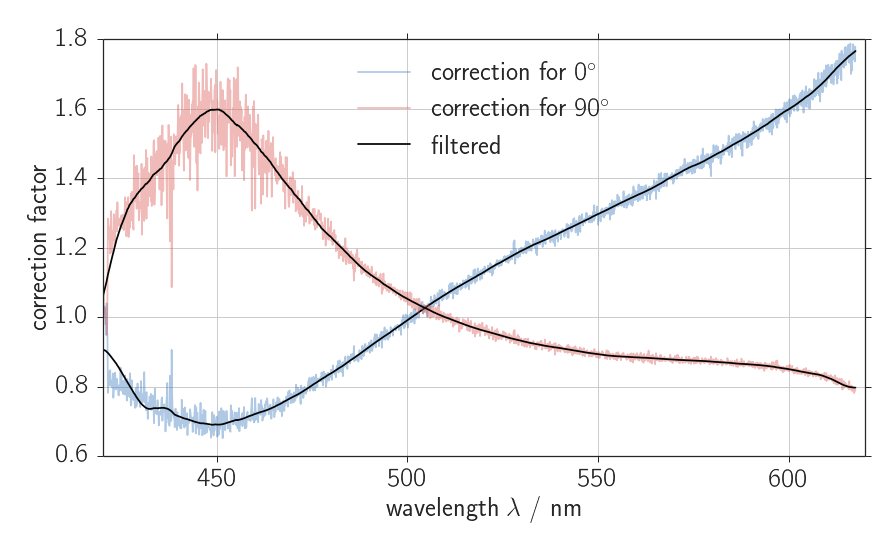 1.8
1.6
1.4
1.2
1.0
0.8
0.6
correction factor
correction for 0°
correction for 90°
filtered
450
500
550
600
wavelength λ / nm